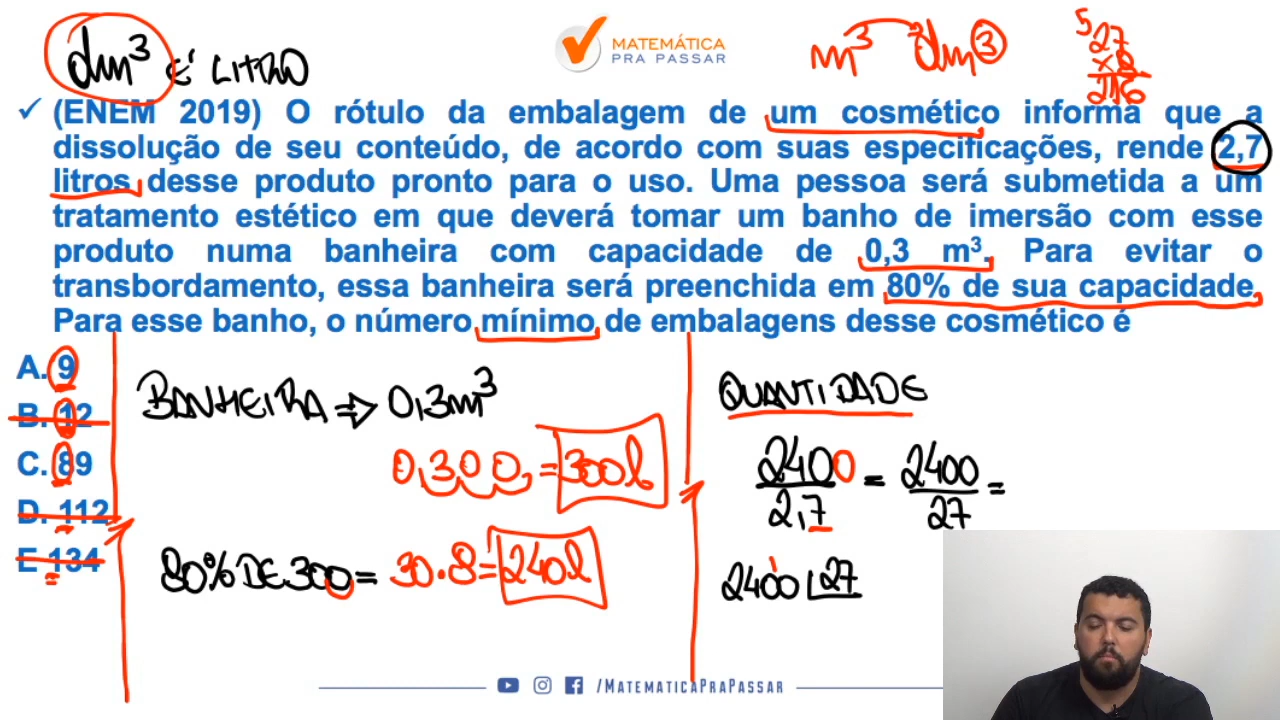 dm³ É LITRO
MATEMÁTICA
PRA PASSAR
m³ dm³
5
27
×8
216
✓ (ENEM 2019) O rótulo da embalagem de um cosmético informa que a
dissolução de seu conteúdo, de acordo com suas especificações, rende 2,7
litros desse produto pronto para o uso. Uma pessoa será submetida a um
tratamento estético em que deverá tomar um banho de imersão com esse
produto numa banheira com capacidade de 0,3 m³. Para evitar o
transbordamento, essa banheira será preenchida em 80% de sua capacidade.
Para esse banho, o número mínimo de embalagens desse cosmético é
A. 9
B. 12
C. 89
D. 112
E 134
BANHEIRA ⇒ 0,3m³
0,300, = 300l
80% DE 300 = 30.8 = 240l
QUANTIDADE
2400/2,7 = 2400/27 =
2400 27
/MATEMATICAPRAPASSAR